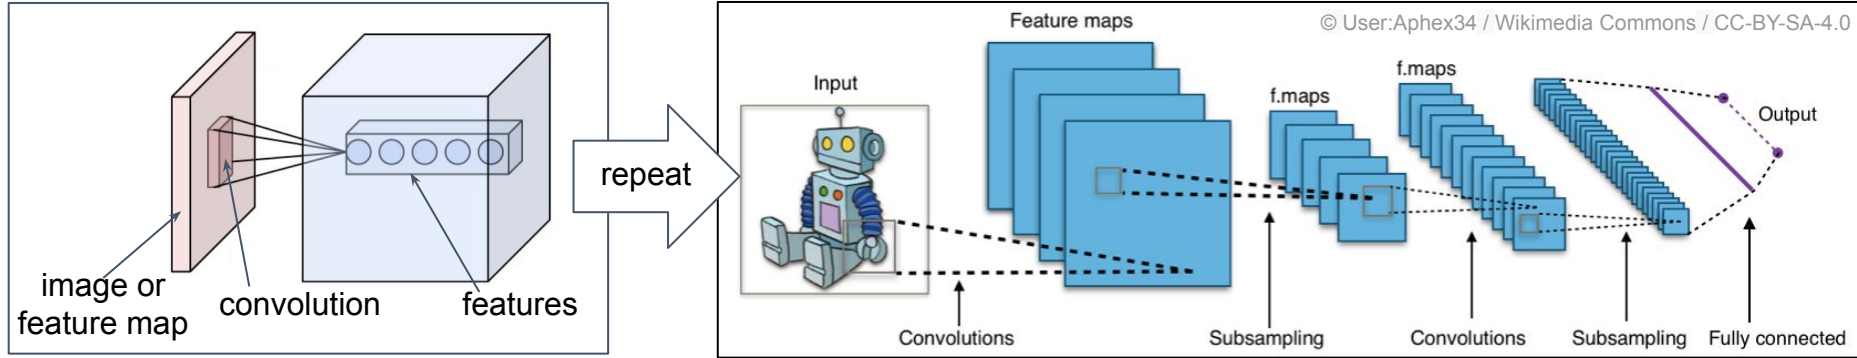 image or
feature map
convolution
features
repeat
© User:Aphex34 / Wikimedia Commons / CC-BY-SA-4.0
Feature maps
Input
f.maps
f.maps
Output
Convolutions
Subsampling
Convolutions
Subsampling
Fully connected